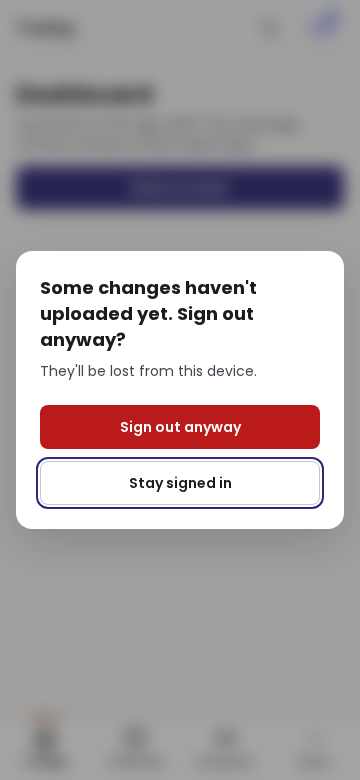 Dashboard
Some changes haven't
uploaded yet. Sign out
anyway?
They'll be lost from this device.
Sign out anyway
Stay signed in